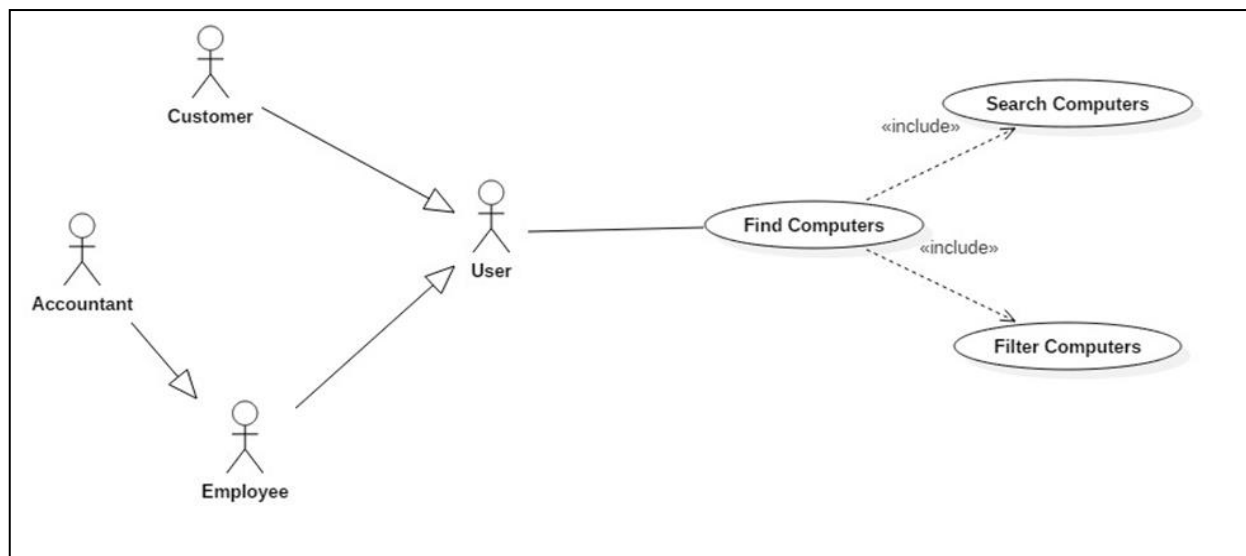 Customer
Search Computers
«include»
Accountant
User
Find Computers
«include»
Filter Computers
Employee